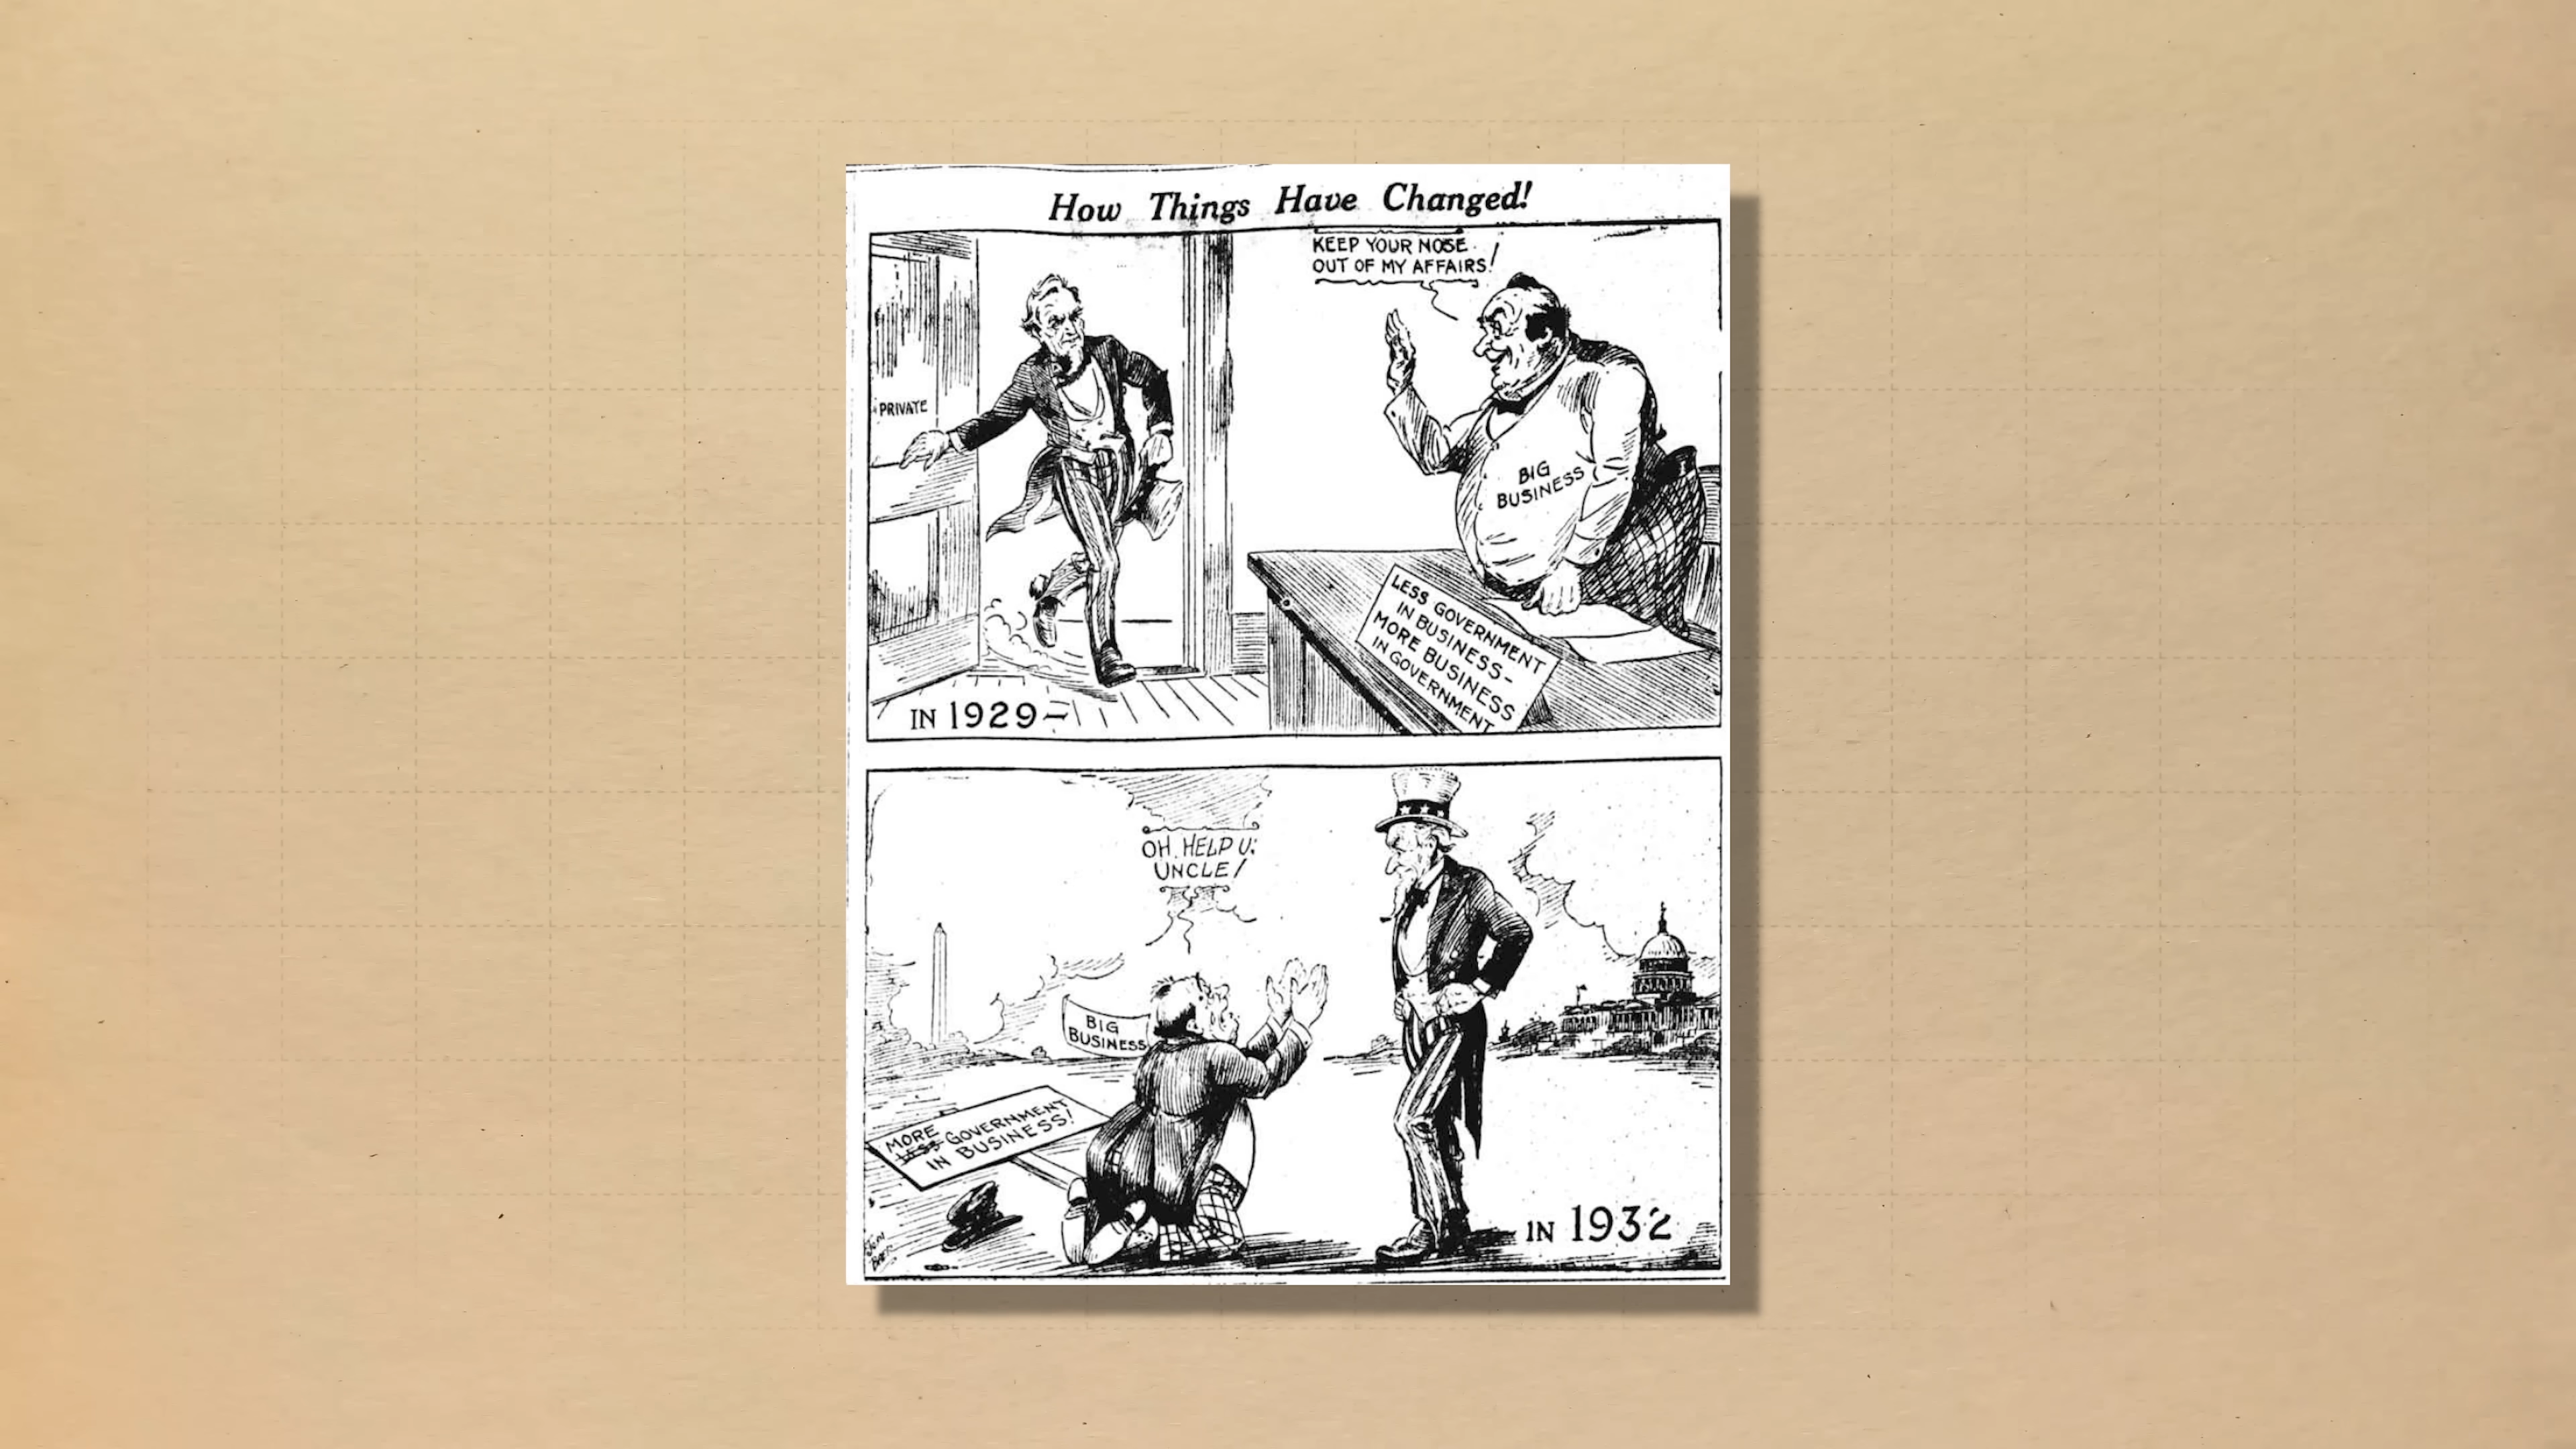 How Things Have Changed!
KEEP YOUR NOSE
OUT OF MY AFFAIRS!
PRIVATE
BIG
BUSINESS
LESS GOVERNMENT
IN BUSINESS-
MORE BUSINESS
IN GOVERNMENT
IN 1929-
OH, HELP U
UNCLE!
BIG
BUSINESS
MORE
LESS GOVERNMENT
IN BUSINESS!
IN 1932